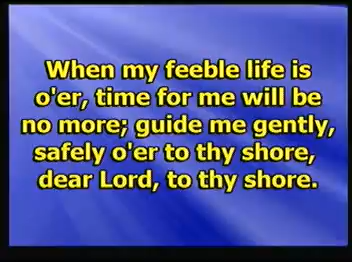 When my feeble life is
o'er, time for me will be
no more; guide me gently,
safely o'er to thy shore,
dear Lord, to thy shore.